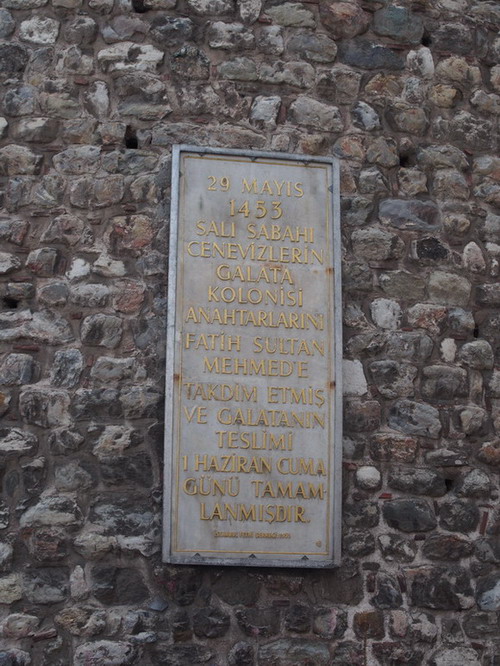 29 MAYIS
1453
SALI SABAHI
CENEVİZLERİN
GALATA
KOLONİSİ
ANAHTARLARINI
FATİH SULTAN
MEHMED'E
TAKDİM ETMİŞ
VE GALATANIN
TESLİMİ
1 HAZİRAN CUMA
GÜNÜ TAMAM-
LANMIŞDIR.